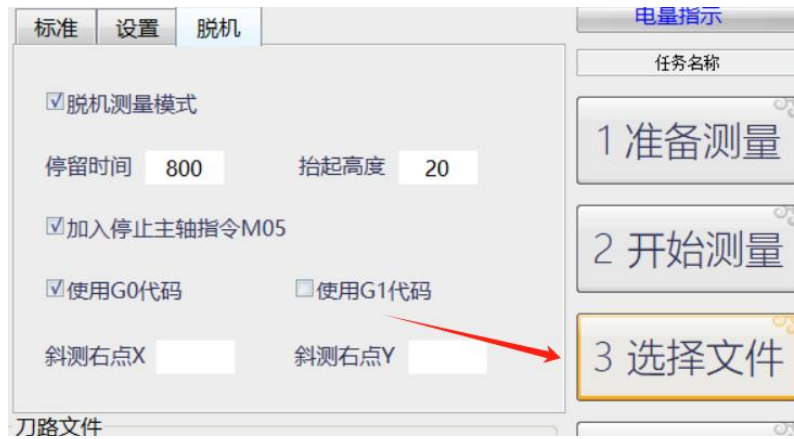 标准 设置 脱机
脱机测量模式
停留时间 800 抬起高度 20
加入停止主轴指令M05
使用G0代码 使用G1代码
斜测右点X 斜测右点Y
刀路文件
电量指示
任务名称
1 准备测量
2 开始测量
3 选择文件